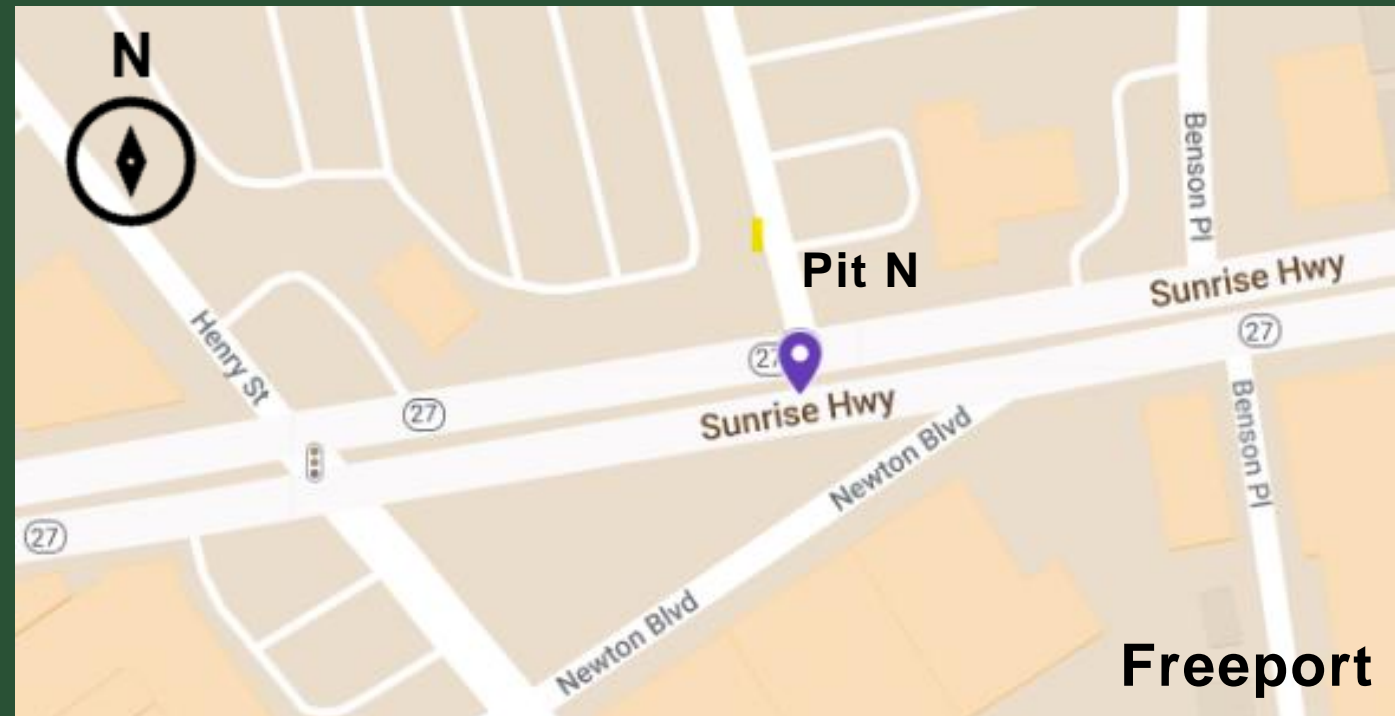 N
Benson Pl
Pit N
Sunrise Hwy
Henry St
27
27
27
Sunrise Hwy
Newton Blvd
Benson Pl
27
Newton Blvd
Freeport